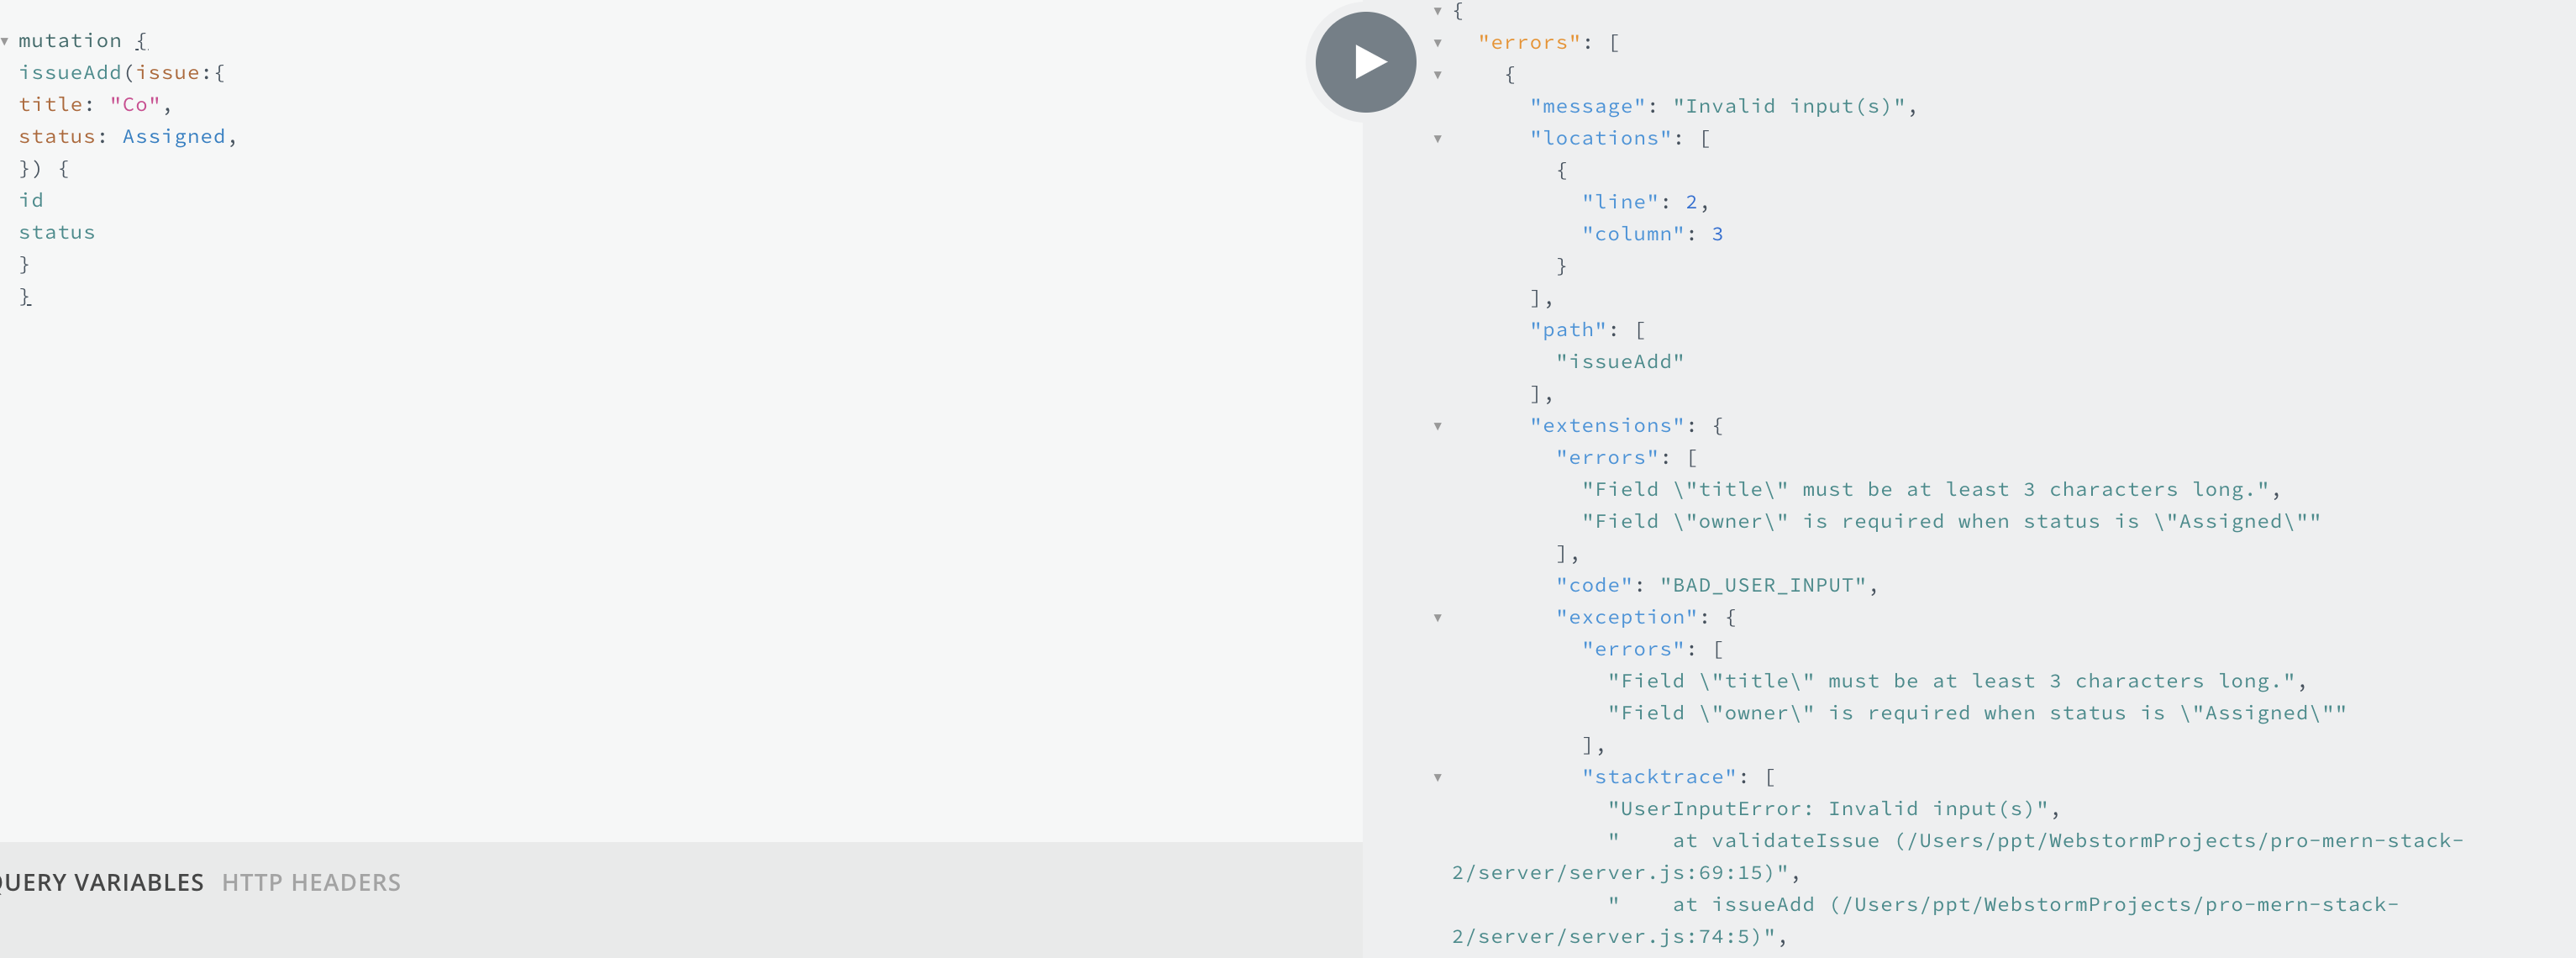 mutation {
issueAdd(issue:{
title: "Co",
status: Assigned,
}) {
id
status
}
}
QUERY VARIABLES HTTP HEADERS
{
"errors": [
{
"message": "Invalid input(s)",
"locations": [
{
"line": 2,
"column": 3
}
],
"path": [
"issueAdd"
],
"extensions": {
"errors": [
"Field \"title\" must be at least 3 characters long.",
"Field \"owner\" is required when status is \"Assigned\""
],
"code": "BAD_USER_INPUT",
"exception": {
"errors": [
"Field \"title\" must be at least 3 characters long.",
"Field \"owner\" is required when status is \"Assigned\""
],
"stacktrace": [
"UserInputError: Invalid input(s)",
"    at validateIssue (/Users/ppt/WebstormProjects/pro-mern-stack-
2/server/server.js:69:15)",
"    at issueAdd (/Users/ppt/WebstormProjects/pro-mern-stack-
2/server/server.js:74:5)",